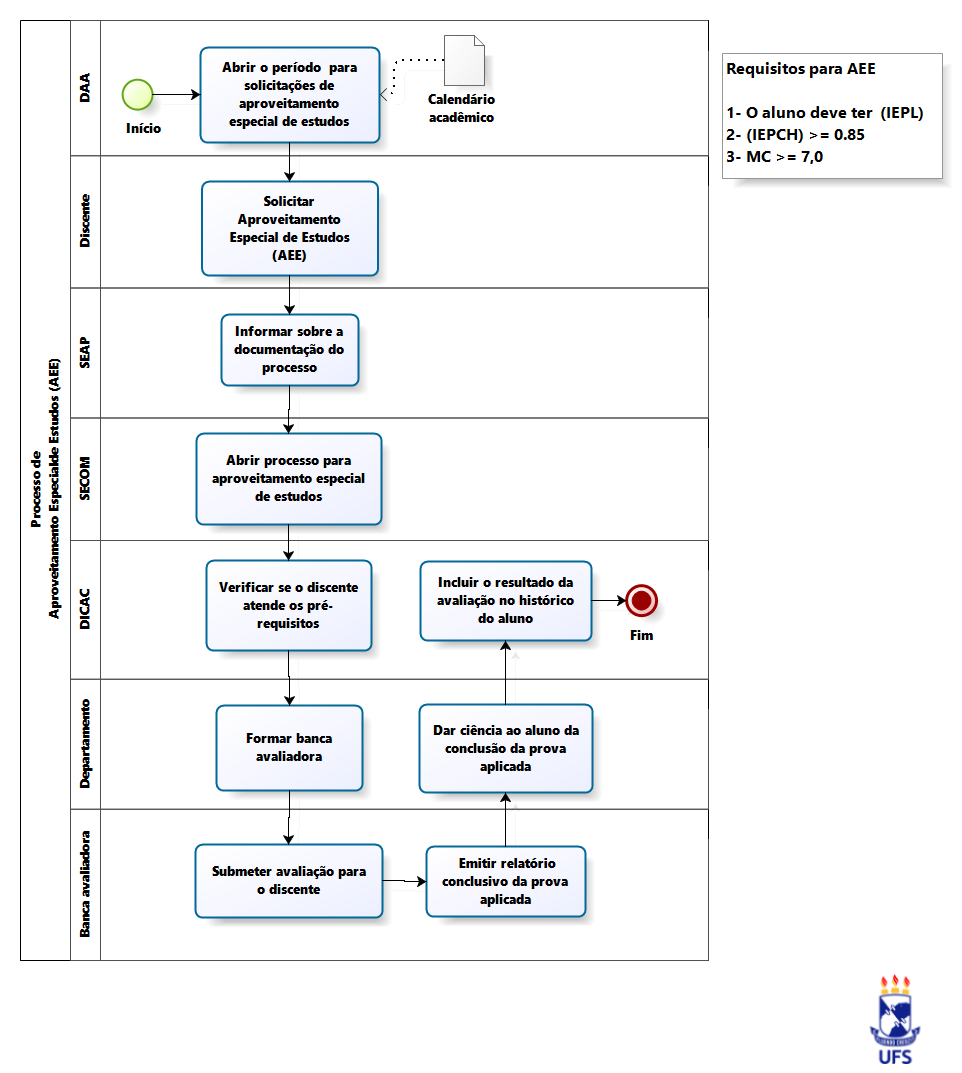 Processo de
Aproveitamento Especialde Estudos (AEE)
DAA
Início
Abrir o período para
solicitações de
aproveitamento
especial de estudos
Calendário
acadêmico
Requisitos para AEE
1- O aluno deve ter (IEPL)
2- (IEPCH) >= 0.85
3- MC >= 7,0
Discente
Solicitar
Aproveitamento
Especial de Estudos
(AEE)
SEAP
Informar sobre a
documentação do
processo
SECOM
Abrir processo para
aproveitamento especial
de estudos
DICAC
Verificar se o discente
atende os pré-
requisitos
Incluir o resultado da
avaliação no histórico
do aluno
Fim
Departamento
Formar banca
avaliadora
Dar ciência ao aluno da
conclusão da prova
aplicada
Banca avaliadora
Submeter avaliação para
o discente
Emitir relatório
conclusivo da prova
aplicada
UFS